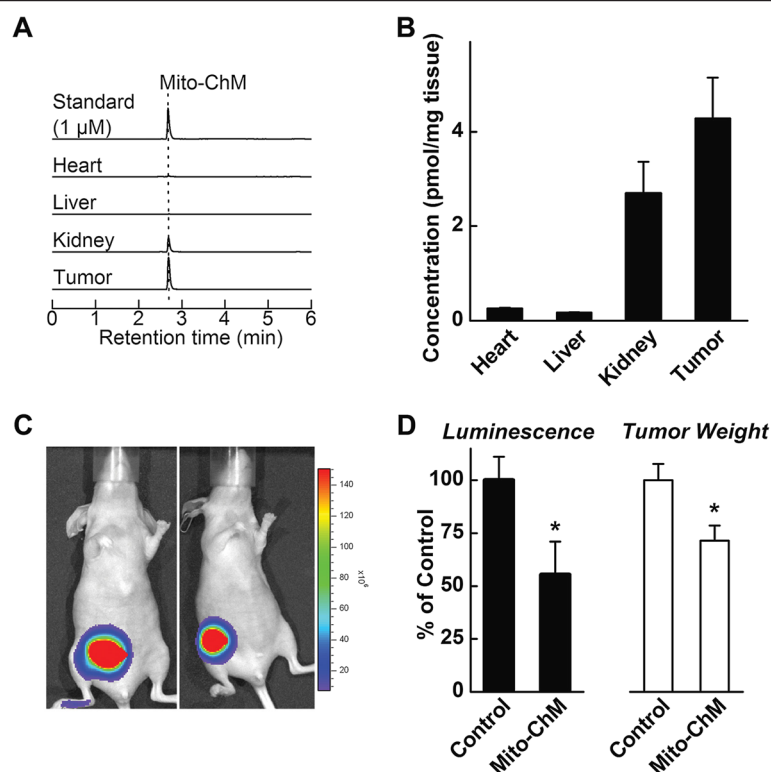 A
Mito-ChM
Standard
(1 µM)
Heart
Liver
Kidney
Tumor
0 1 2 3 4 5 6
Retention time (min)
B
Concentration (pmol/mg tissue)
4
2
0
Heart Liver Kidney Tumor
C
140
120
100
80
60
40
20
x10⁶
D
Luminescence Tumor Weight
% of Control
100
75
50
25
0
* *
Control Mito-ChM Control Mito-ChM